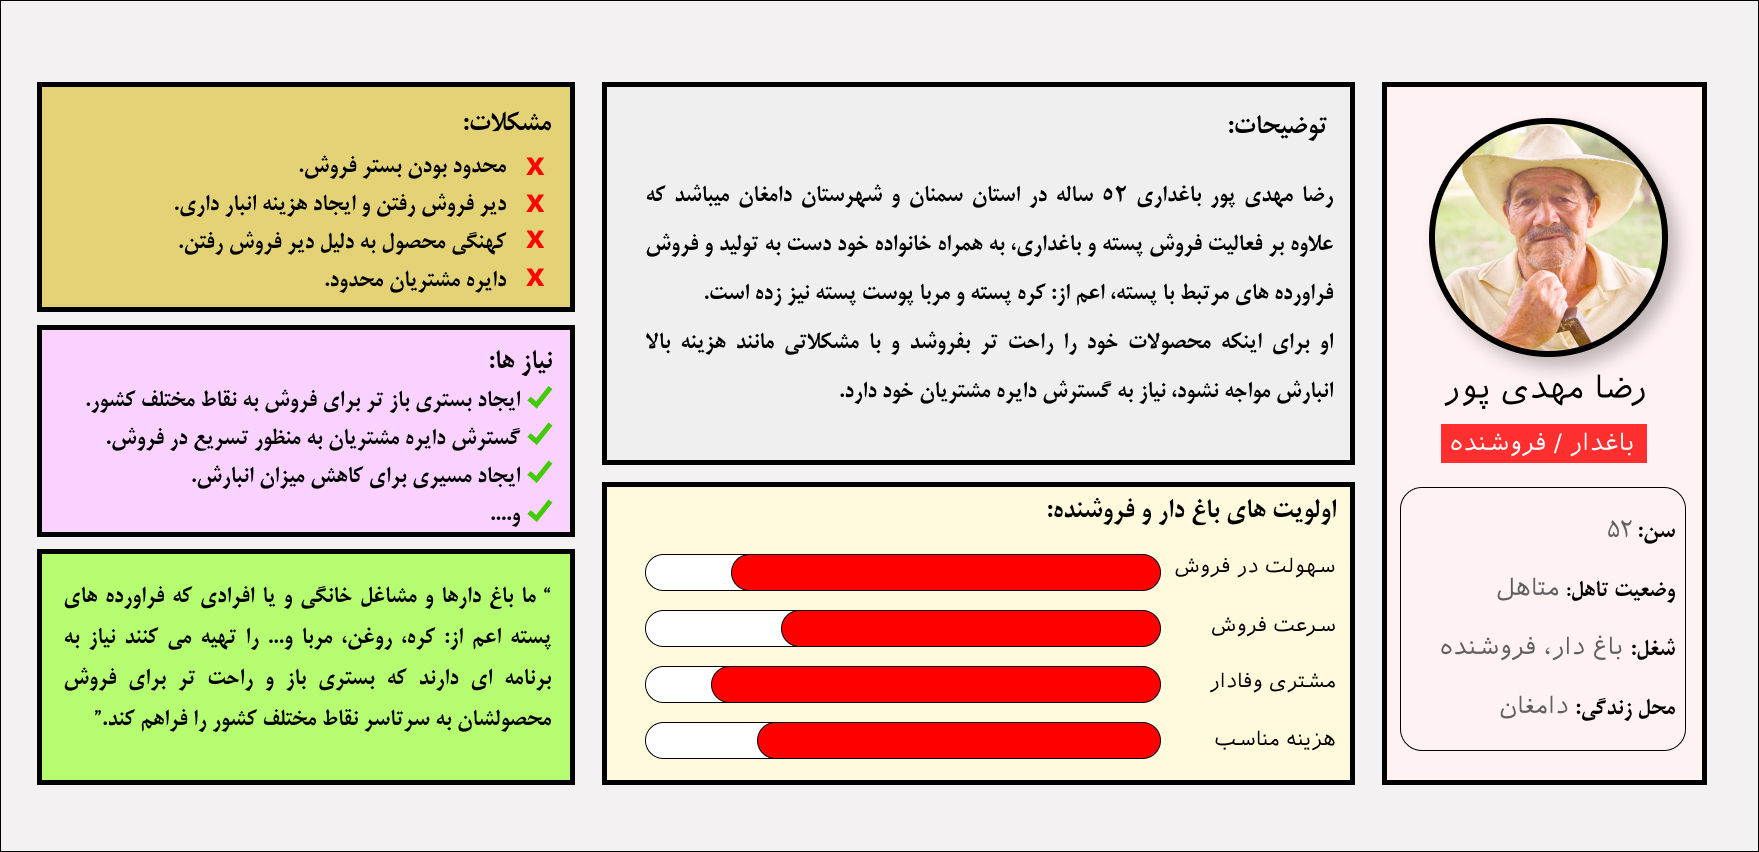 رضا مهدی پور
باغدار / فروشنده
سن: ۵۲
وضعیت تاهل: متاهل
شغل: باغ دار، فروشنده
محل زندگی: دامغان
توضیحات:
رضا مهدی پور باغداری ۵۲ ساله در استان سمنان و شهرستان دامغان میباشد که
علاوه بر فعالیت فروش پسته و باغداری، به همراه خانواده خود دست به تولید و فروش
فراورده های مرتبط با پسته، اعم از: کره پسته و مربا پوست پسته نیز زده است.
او برای اینکه محصولات خود را راحت تر بفروشد و با مشکلاتی مانند هزینه بالا
انبارش مواجه نشود، نیاز به گسترش دایره مشتریان خود دارد.
اولویت های باغ دار و فروشنده:
سهولت در فروش
سرعت فروش
مشتری وفادار
هزینه مناسب
مشکلات:
x محدود بودن بستر فروش.
x دیر فروش رفتن و ایجاد هزینه انبار داری.
x کهنگی محصول به دلیل دیر فروش رفتن.
x دایره مشتریان محدود.
نیاز ها:
✓ ایجاد بستری باز تر برای فروش به نقاط مختلف کشور.
✓ گسترش دایره مشتریان به منظور تسریع در فروش.
✓ ایجاد مسیری برای کاهش میزان انبارش.
✓ و....
“ ما باغ دارها و مشاغل خانگی و یا افرادی که فراورده های
پسته اعم از: کره، روغن، مربا و... را تهیه می کنند نیاز به
برنامه ای دارند که بستری باز و راحت تر برای فروش
محصولشان به سرتاسر نقاط مختلف کشور را فراهم کند.”